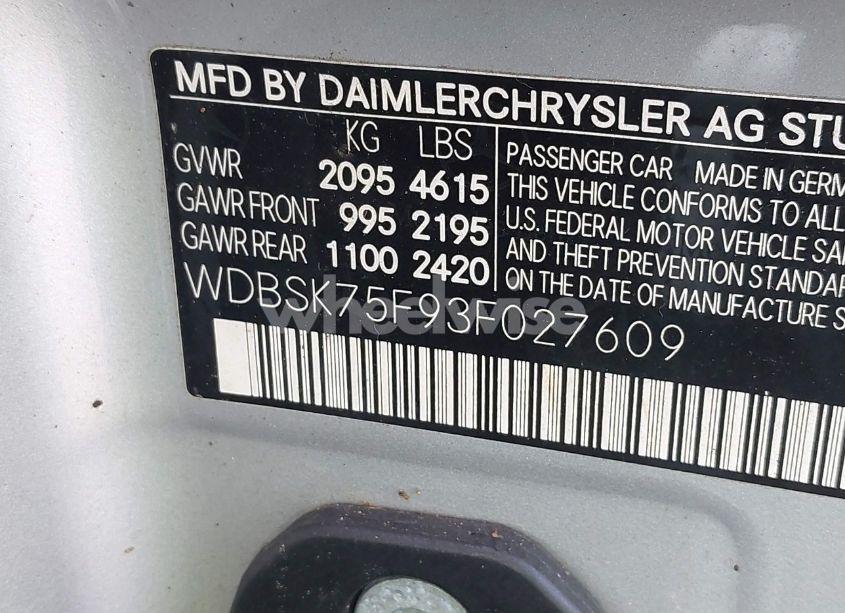 MFD BY DAIMLERCHRYSLER AG STU
KG LBS
GVWR 2095 4615
GAWR FRONT 995 2195
GAWR REAR 1100 2420
PASSENGER CAR MADE IN GERM
THIS VEHICLE CONFORMS TO ALL
U.S. FEDERAL MOTOR VEHICLE SA
AND THEFT PREVENTION STANDAR
ON THE DATE OF MANUFACTURE S
WDBSK75F93F027609
wheelwise